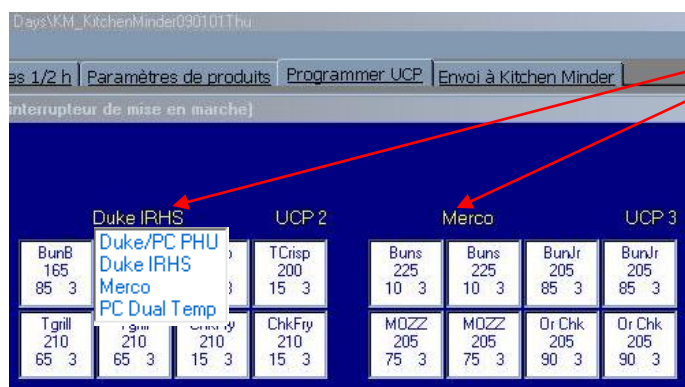 Days\KM_KitchenMinder090101Thu
es 1/2 h Paramètres de produits Programmer UCP Envoi à Kitchen Minder
interrupteur de mise en marche)
Duke IRHS UCP 2 Merco UCP 3
Duke/PC PHU
Duke IRHS
Merco
PC Dual Temp
BunB TCrisp Buns Buns BunJr BunJr
165 200 225 225 205 205
85 3 3 15 3 10 3 10 3 85 3 85 3
Tgrill ChkFry MOZZ MOZZ Or Chk Or Chk
210 210 210 210 205 205 205 205
65 3 65 3 15 3 15 3 75 3 75 3 90 3 90 3